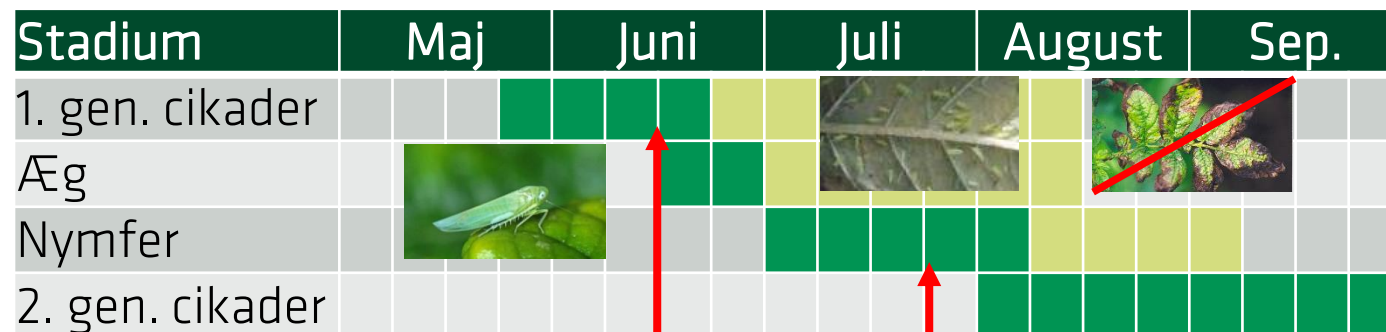 Stadium Maj Juni Juli August Sep.
1. gen. cikader
Æg
Nymfer
2. gen. cikader